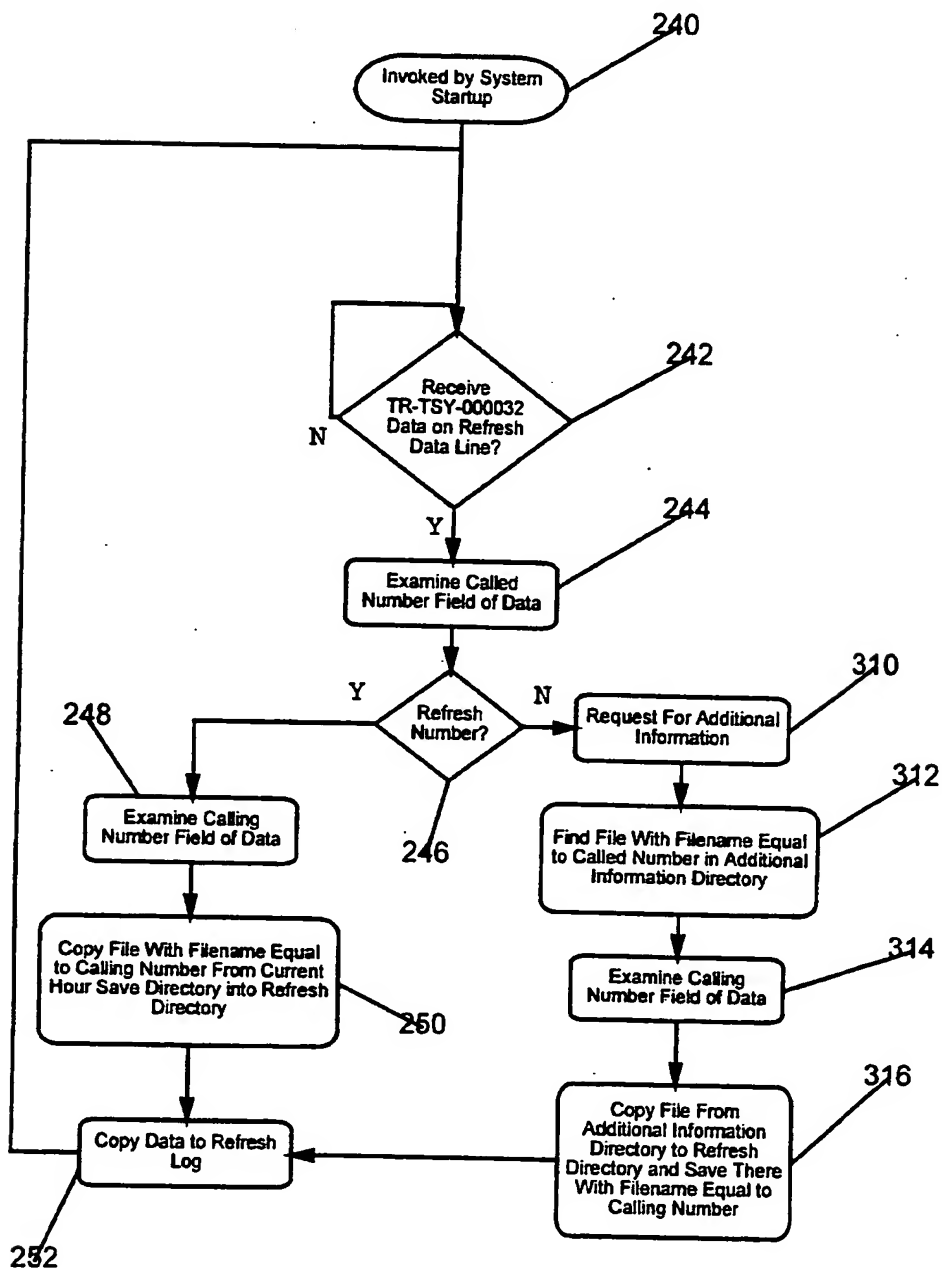 240
Invoked by System
Startup
242
Receive
TR-TSY-000032
Data on Refresh
Data Line?
N
Y
244
Examine Called
Number Field of Data
Y
N
310
248
Refresh
Number?
Request For Additional
Information
312
Examine Calling
Number Field of Data
246
Find File With Filename Equal
to Called Number in Additional
Information Directory
314
Copy File With Filename Equal
to Calling Number From Current
Hour Save Directory into Refresh
Directory
250
Examine Calling
Number Field of Data
316
Copy Data to Refresh
Log
Copy File From
Additional Information
Directory to Refresh
Directory and Save There
With Filename Equal to
Calling Number
252